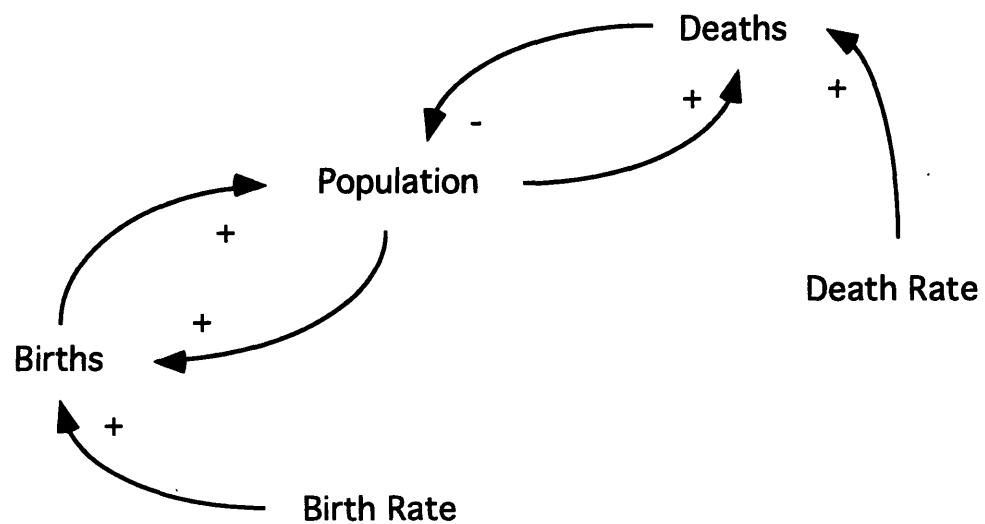 Deaths
+
+
-
Population
+
Death Rate
+
Births
+
Birth Rate